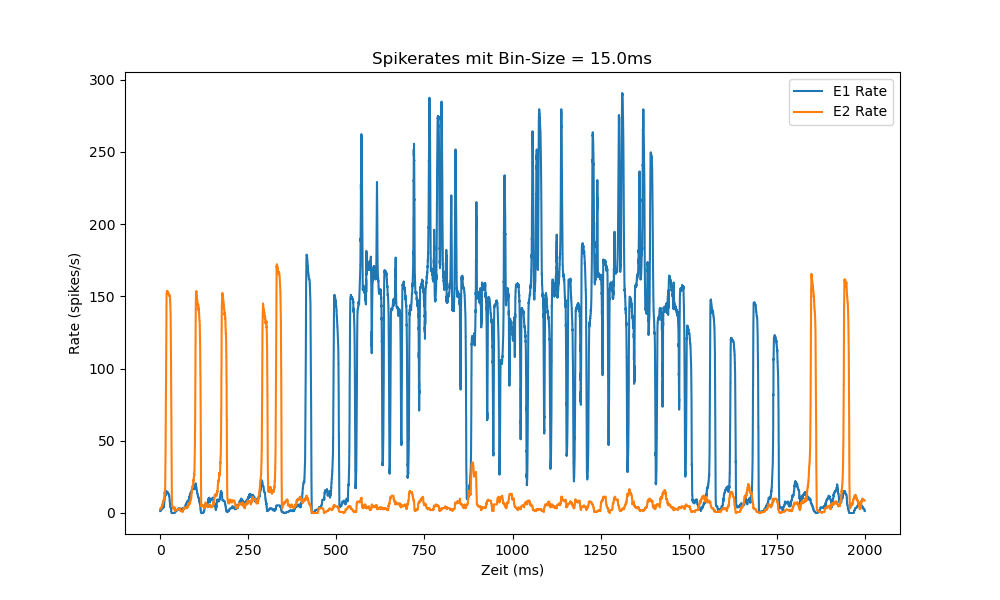 Spikerates mit Bin-Size = 15.0ms
E1 Rate
E2 Rate
Rate (spikes/s)
300
250
200
150
100
50
0
0 250 500 750 1000 1250 1500 1750 2000
Zeit (ms)